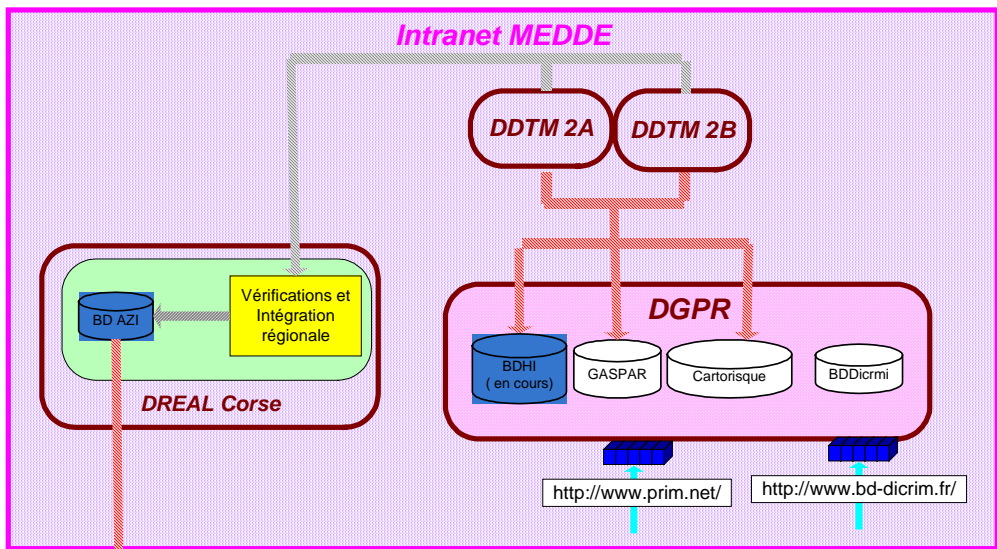 Intranet MEDDE
DDTM 2A
DDTM 2B
Vérifications et
Intégration
régionale
BD AZI
DREAL Corse
DGPR
BDHI
( en cours)
GASPAR
Cartorisque
BDDicrmi
http://www.prim.net/
http://www.bd-dicrim.fr/